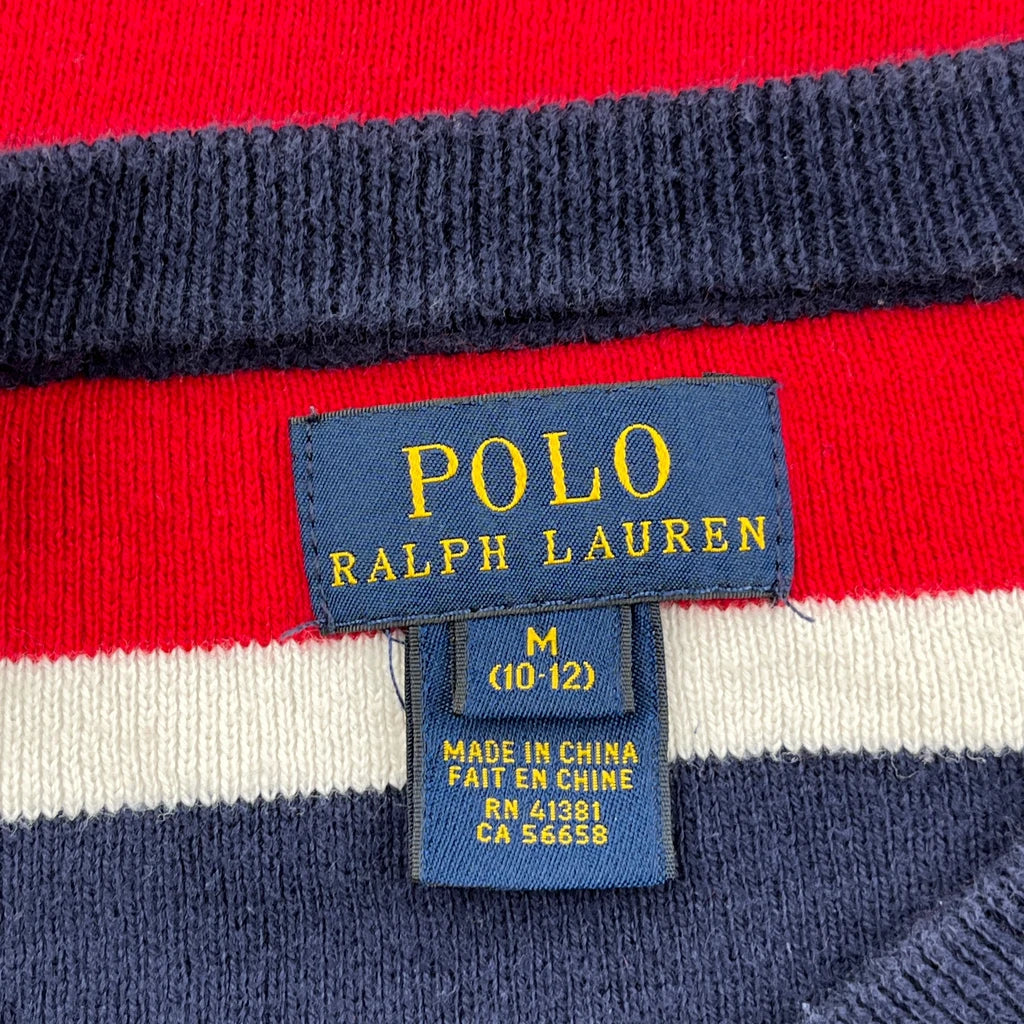 POLO
RALPH LAUREN
M
(10-12)
MADE IN CHINA
FAIT EN CHINE
RN 41381
CA 56658